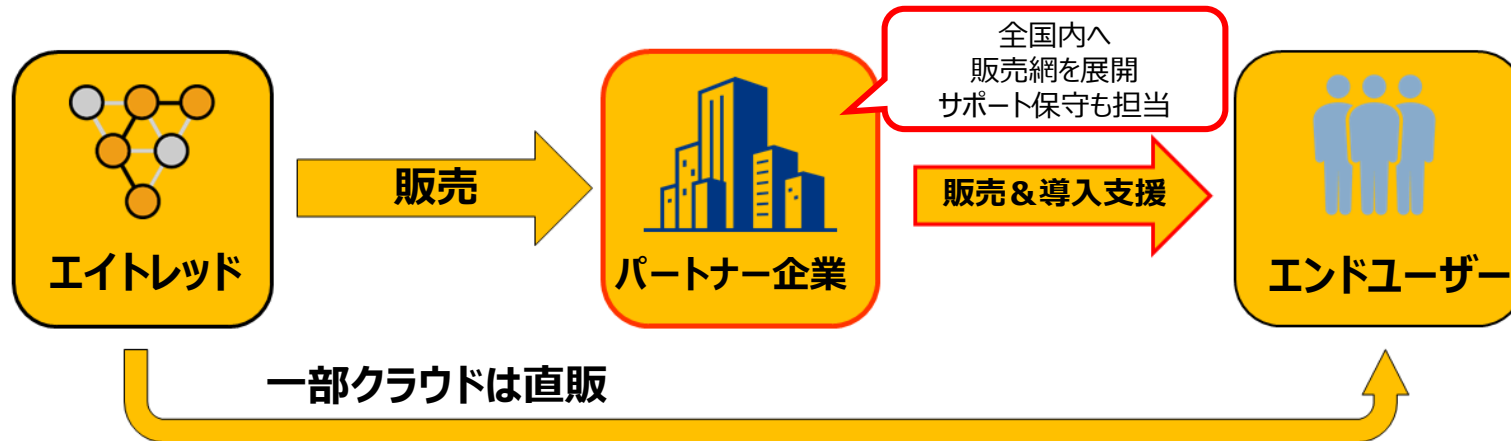 全国内へ
販売網を展開
サポート保守も担当
販売
販売＆導入支援
エイトレッド
パートナー企業
エンドユーザー
一部クラウドは直販